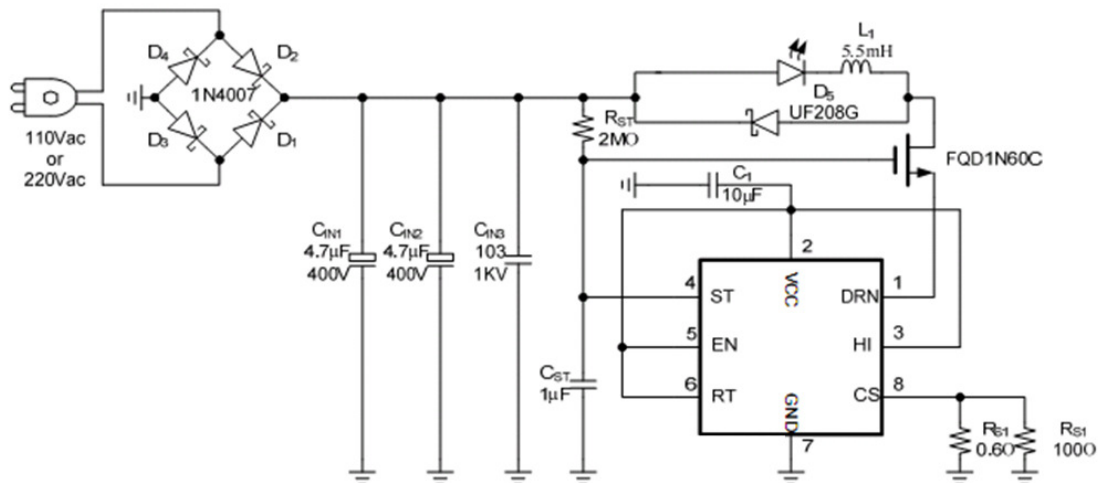 110Vac
or
220Vac
D4
D2
1N4007
D3
D1
CIN1
4.7μF
400V
CIN2
4.7μF
400V
CIN3
103
1KV
RST
2MΩ
CST
1μF
L1
5.5mH
D5
UF208G
FQD1N60C
C1
10μF
2
VCC
4
ST
DRN
1
5
EN
HI
3
6
RT
CS
8
GND
7
RS1
0.6Ω
RS1
100Ω